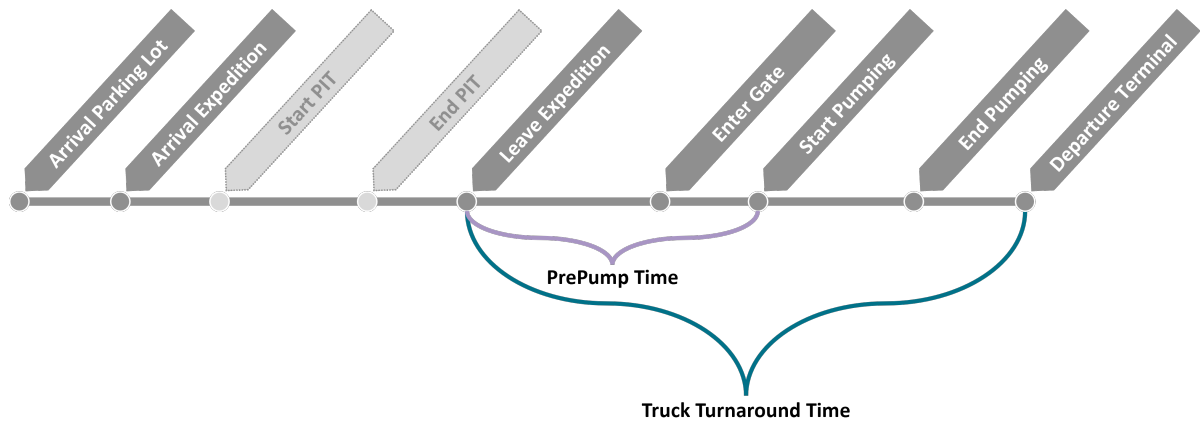 Arrival Parking Lot
Arrival Expedition
Start PIT
End PIT
Leave Expedition
Enter Gate
Start Pumping
End Pumping
Departure Terminal
PrePump Time
Truck Turnaround Time